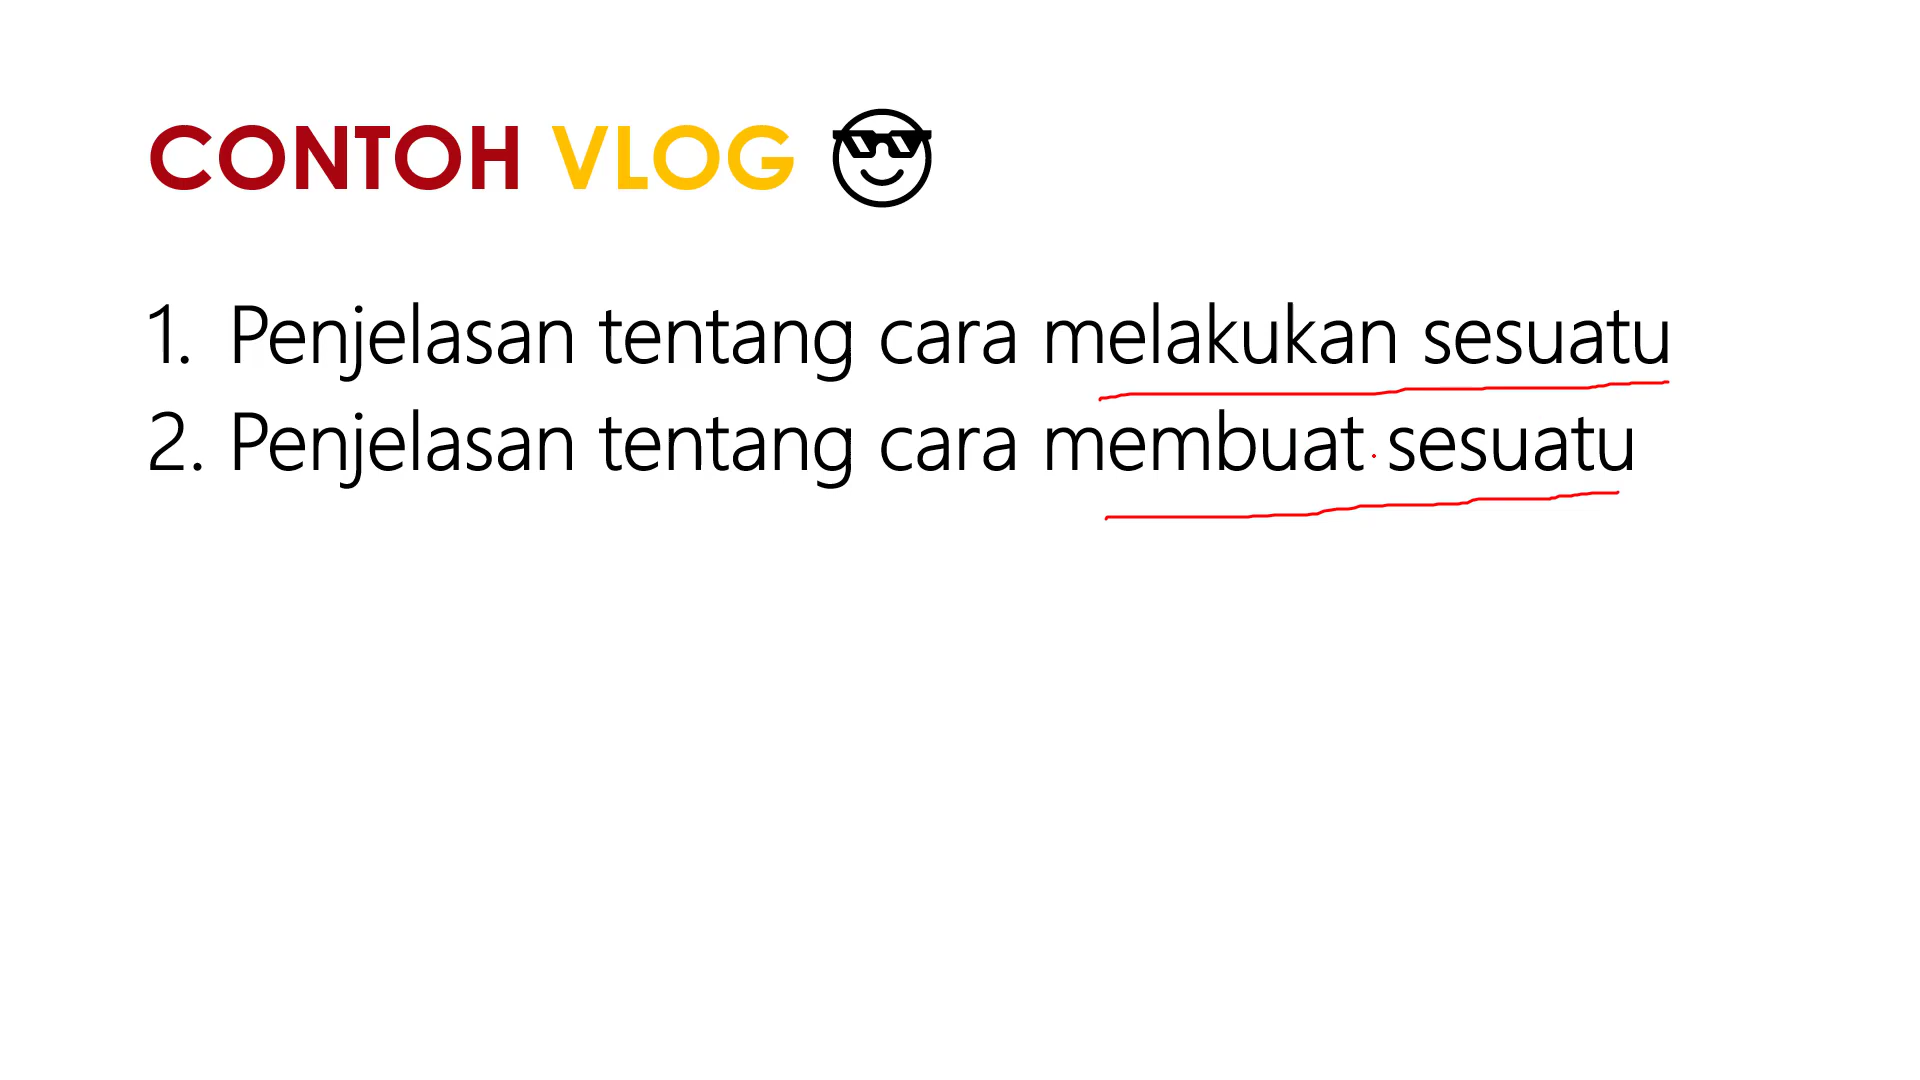 CONTOH VLOG
1. Penjelasan tentang cara melakukan sesuatu
2. Penjelasan tentang cara membuat sesuatu